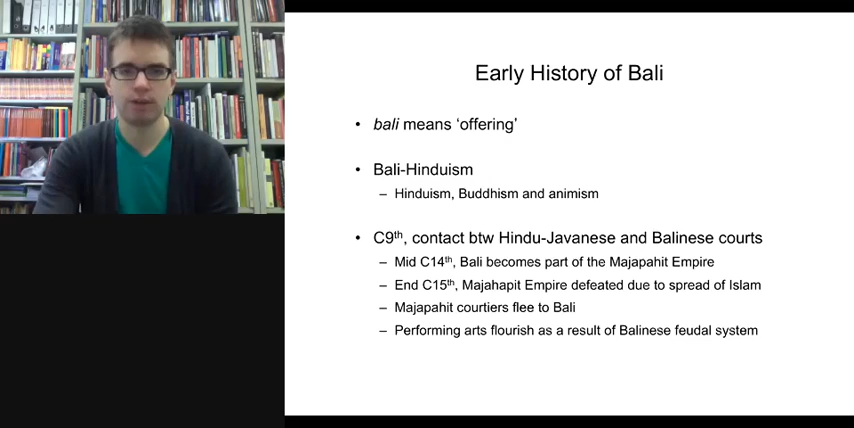 Early History of Bali
• bali means ‘offering’
• Bali-Hinduism
– Hinduism, Buddhism and animism
• C9th, contact btw Hindu-Javanese and Balinese courts
– Mid C14th, Bali becomes part of the Majapahit Empire
– End C15th, Majahapit Empire defeated due to spread of Islam
– Majapahit courtiers flee to Bali
– Performing arts flourish as a result of Balinese feudal system